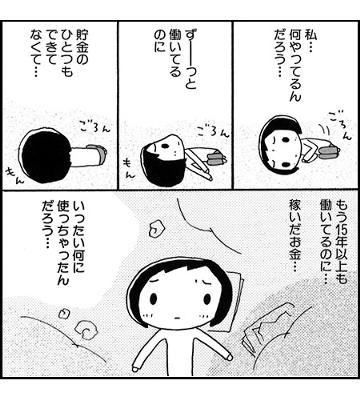 私…
何やってるん
だろう…
ごろん
ず――っと
働いてる
のに
ごろん
もん
貯金の
ひとつも
できて
なくて…
ごろん
もん
もう15年以上も
働いてるのに…
稼いだお金…
いったい何に
使っちゃったん
だろう…